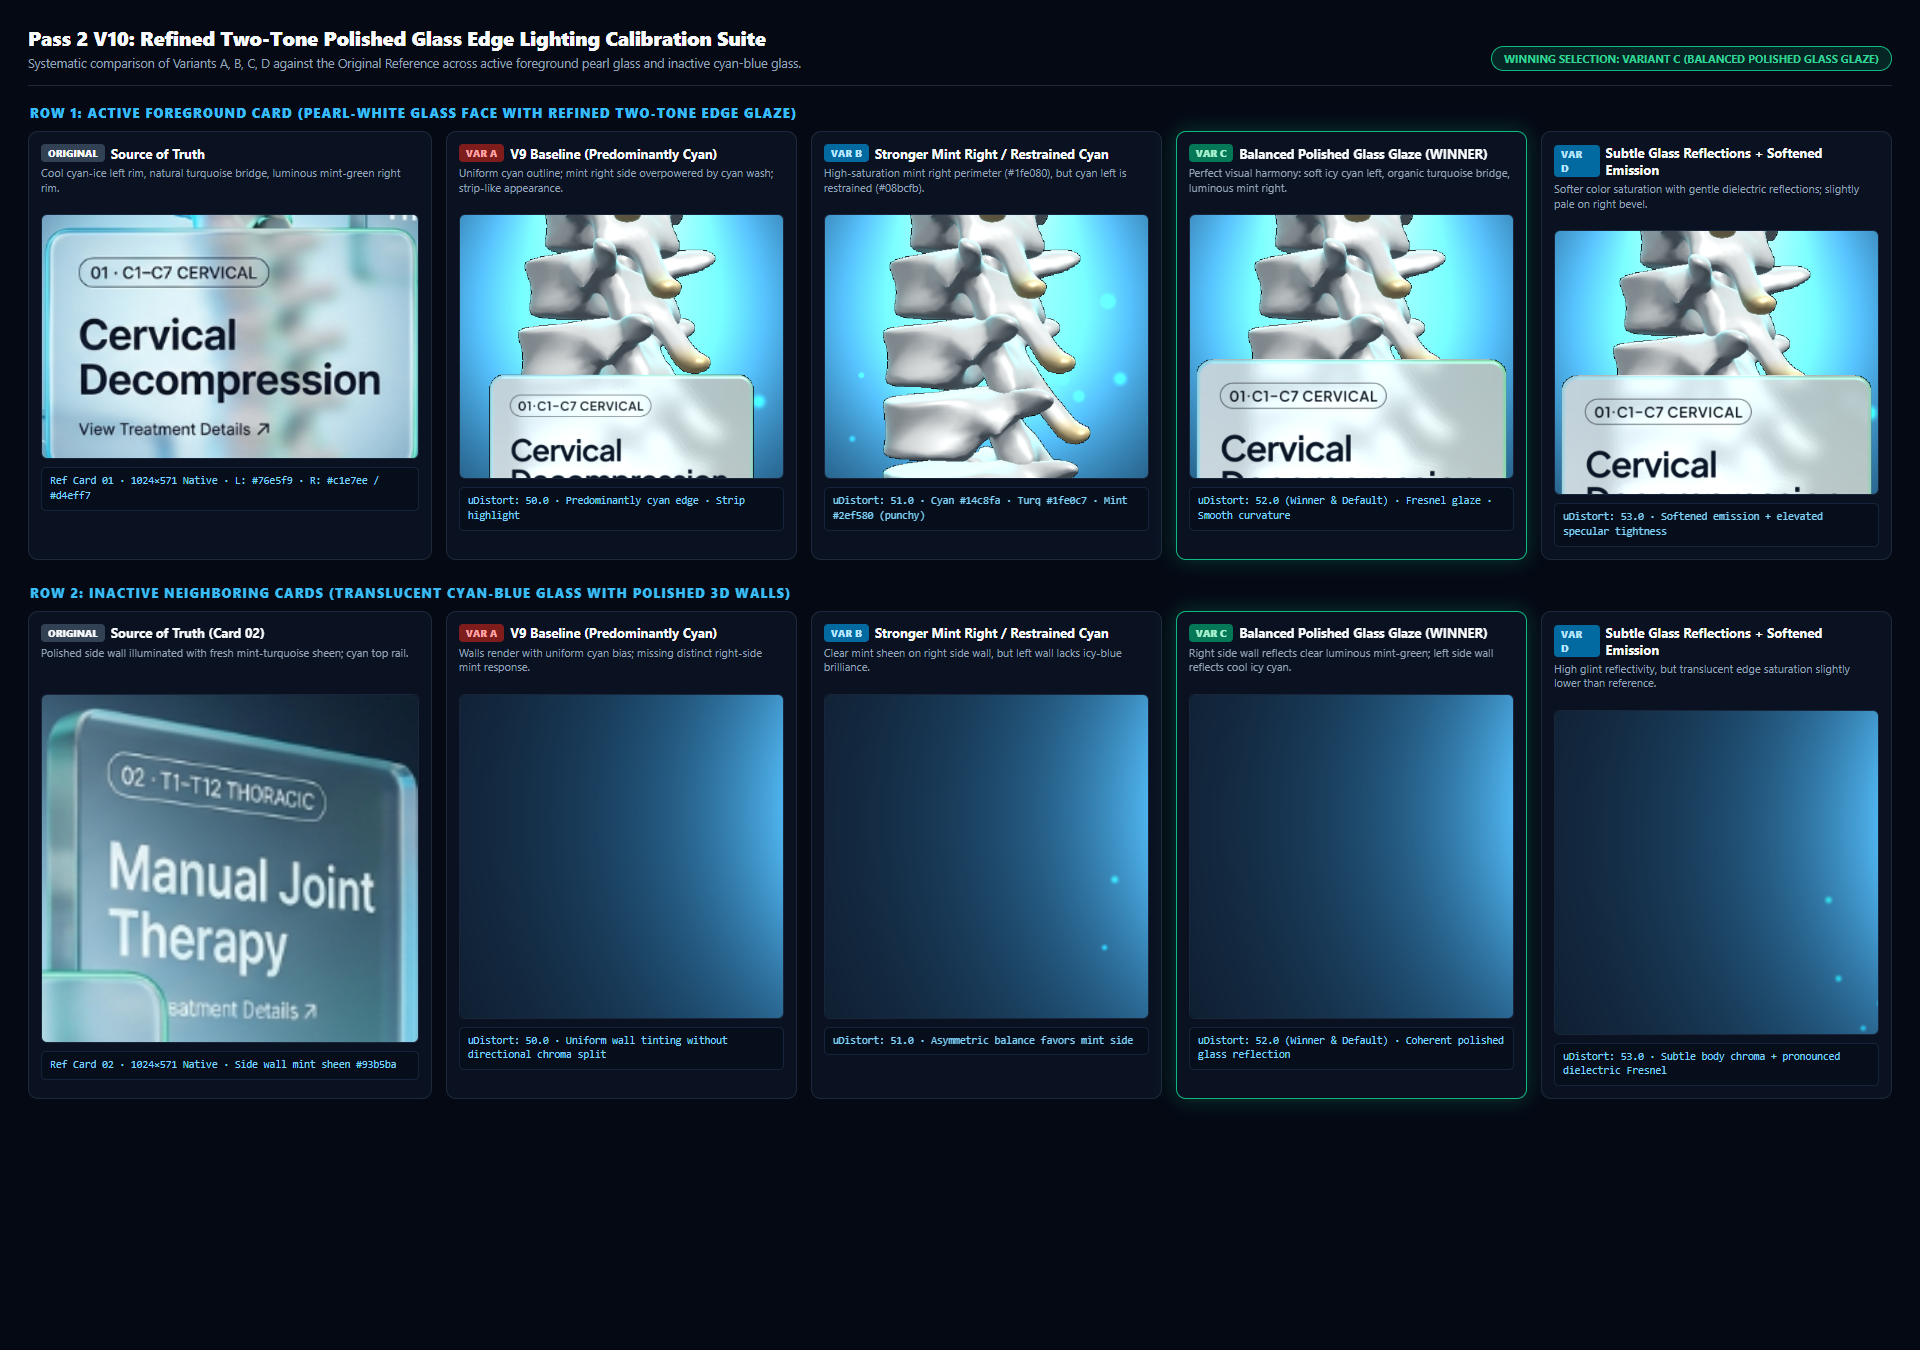 Pass 2 V10: Refined Two-Tone Polished Glass Edge Lighting Calibration Suite
Systematic comparison of Variants A, B, C, D against the Original Reference across active foreground pearl glass and inactive cyan-blue glass.
WINNING SELECTION: VARIANT C (BALANCED POLISHED GLASS GLAZE)
ROW 1: ACTIVE FOREGROUND CARD (PEARL-WHITE GLASS FACE WITH REFINED TWO-TONE EDGE GLAZE)
ORIGINAL Source of Truth
Cool cyan-ice left rim, natural turquoise bridge, luminous mint-green right
rim.
01 · C1–C7 CERVICAL
Cervical
Decompression
View Treatment Details ↗
Ref Card 01 · 1024×571 Native · L: #76e5f9 · R: #c1e7ee /
#d4eff7
VAR A V9 Baseline (Predominantly Cyan)
Uniform cyan outline; mint right side overpowered by cyan wash;
strip-like appearance.
01·C1–C7 CERVICAL
Cervical
Decompression
uDistort: 50.0 · Predominantly cyan edge · Strip
highlight
VAR B Stronger Mint Right / Restrained Cyan
High-saturation mint right perimeter (#1fe080), but cyan left is
restrained (#08bcfb).
uDistort: 51.0 · Cyan #14c8fa · Turq #1fe0c7 · Mint
#2ef580 (punchy)
VAR C Balanced Polished Glass Glaze (WINNER)
Perfect visual harmony: soft icy cyan left, organic turquoise bridge,
luminous mint right.
01·C1–C7 CERVICAL
Cervical
uDistort: 52.0 (Winner & Default) · Fresnel glaze ·
Smooth curvature
VAR
D
Subtle Glass Reflections + Softened
Emission
Softer color saturation with gentle dielectric reflections; slightly
pale on right bevel.
01·C1–C7 CERVICAL
Cervical
uDistort: 53.0 · Softened emission + elevated
specular tightness
ROW 2: INACTIVE NEIGHBORING CARDS (TRANSLUCENT CYAN-BLUE GLASS WITH POLISHED 3D WALLS)
ORIGINAL Source of Truth (Card 02)
Polished side wall illuminated with fresh mint-turquoise sheen; cyan top rail.
02 · T1–T12 THORACIC
Manual Joint
Therapy
eatment Details ↗
Ref Card 02 · 1024×571 Native · Side wall mint sheen #93b5ba
VAR A V9 Baseline (Predominantly Cyan)
Walls render with uniform cyan bias; missing distinct right-side
mint response.
uDistort: 50.0 · Uniform wall tinting without
directional chroma split
VAR B Stronger Mint Right / Restrained Cyan
Clear mint sheen on right side wall, but left wall lacks icy-blue
brilliance.
uDistort: 51.0 · Asymmetric balance favors mint side
VAR C Balanced Polished Glass Glaze (WINNER)
Right side wall reflects clear luminous mint-green; left side wall
reflects cool icy cyan.
uDistort: 52.0 (Winner & Default) · Coherent polished
glass reflection
VAR
D
Subtle Glass Reflections + Softened
Emission
High glint reflectivity, but translucent edge saturation slightly
lower than reference.
uDistort: 53.0 · Subtle body chroma + pronounced
dielectric Fresnel